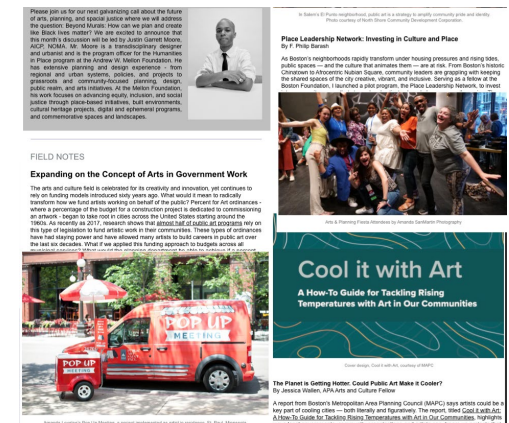 Please join us for our next galvanizing call about the future
of arts, planning, and spatial justice where we will address
the question: Beyond Murals: How can we plan and create
like Black lives matter? We are excited to announce that
this month's discussion will be led by Justin Garrett Moore,
AICP, NOMA. Mr. Moore is a transdisciplinary designer
and urbanist and is the program officer for the Humanities
in Place program at the Andrew W. Mellon Foundation. He
has extensive design and design experience - from
regional and urban systems, policies, and projects to
grassroots and community-focused planning, design,
public realm, and arts initiatives. At the Mellon Foundation,
his work focuses on advancing equity, inclusion, and social
justice through place-based initiatives, built environments,
cultural heritage projects, digital and ephemeral programs,
and commemorative spaces and landscapes.
FIELD NOTES
Expanding on the Concept of Arts in Government Work
The arts and culture field is celebrated for its creativity and innovation, yet continues to
rely on funding models introduced sixty years ago. What would it mean to radically
transform how we fund artists working on behalf of the public? Percent for Art ordinances -
where a percentage of the budget for a construction project is dedicated to commissioning
an artwork - began to take root in cities across the United States starting around the
1960s. As recently as 2017, research shows that almost half of public art programs rely on
this type of legislation to fund artistic work in their communities. These types of ordinances
have had staying power and have allowed many artists to build careers in public art over
the last six decades. What if we applied this funding approach to budgets across all
POP UP
MEETING
POP UP
MEETING
In Salem's El Punto neighborhood, public art is a strategy to amplify community pride and identity.
Photo courtesy of North Shore Community Development Corporation.
Place Leadership Network: Investing in Culture and Place
By F. Philip Barash
As Boston's neighborhoods rapidly transform under housing pressures and rising tides,
public spaces — and the culture that animates them — are at risk. From Boston's historic
Chinatown to Afrocentric Nubian Square, community leaders are grappling with keeping
the shared spaces of the city creative, vibrant, and inclusive. Serving as a fellow at the
Boston Foundation, I launched a pilot program, the Place Leadership Network, to invest
Arts & Planning Fiesta Attendees by Amanda SarMartin Photography
Cool it with Art
A How-To Guide for Tackling Rising
Temperatures with Art in Our Communities
Cover design, Cool it with Art, courtesy of MAPC.
The Planet is Getting Hotter. Could Public Art Make it Cooler?
By Jessica Wallen, APA Arts and Culture Fellow
A report from Boston's Metropolitan Area Planning Council (MAPC) says artists could be a
key part of cooling cities — both literally and figuratively. The report, titled Cool it with Art:
A How-To Guide for Tackling Rising Temperatures with Art in Our Communities, highlights